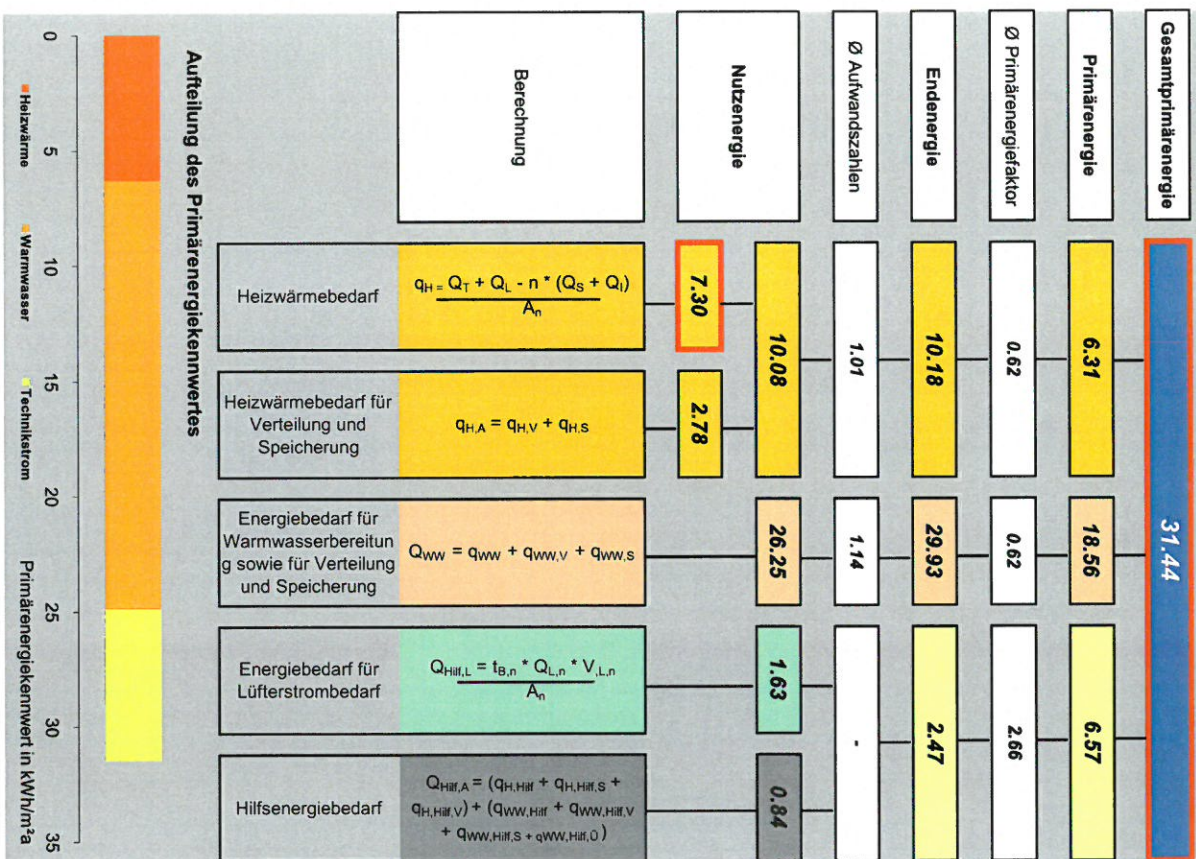 Gesamtprimärenergie
31.44
Primärenergie
6.31
18.56
6.57
Ø Primärenergiefaktor
0.62
0.62
2.66
Endenergie
10.18
29.93
2.47
Ø Aufwandszahlen
1.01
1.14
-
Nutzenergie
10.08
26.25
1.63
0.84
7.30
2.78
Berechnung
q_H = Q_T + Q_L - n * (Q_S + Q_I)
A_n
q_H,A = q_H,V + q_H,S
Q_WW = q_WW + q_WW,V + q_WW,S
Q_Hilf,L = t_B,n * Q_L,n * V_,L,n
A_n
Q_Hilf,A = (q_H,Hilf + q_H,Hilf,S +
q_H,Hilf,V) + (q_WW,Hilf + q_WW,Hilf,V
+ q_WW,Hilf,S + q_WW,Hilf,Ü)
Heizwärmebedarf
Heizwärmebedarf für
Verteilung und
Speicherung
Energiebedarf für
Warmwasserbereitun
g sowie für Verteilung
und Speicherung
Energiebedarf für
Lüfterstrombedarf
Hilfsenergiebedarf
Aufteilung des Primärenergiekennwertes
0 5 10 15 20 25 30 35
Heizwärme Warmwasser Technikstrom Primärenergiekennwert in kWh/m²a